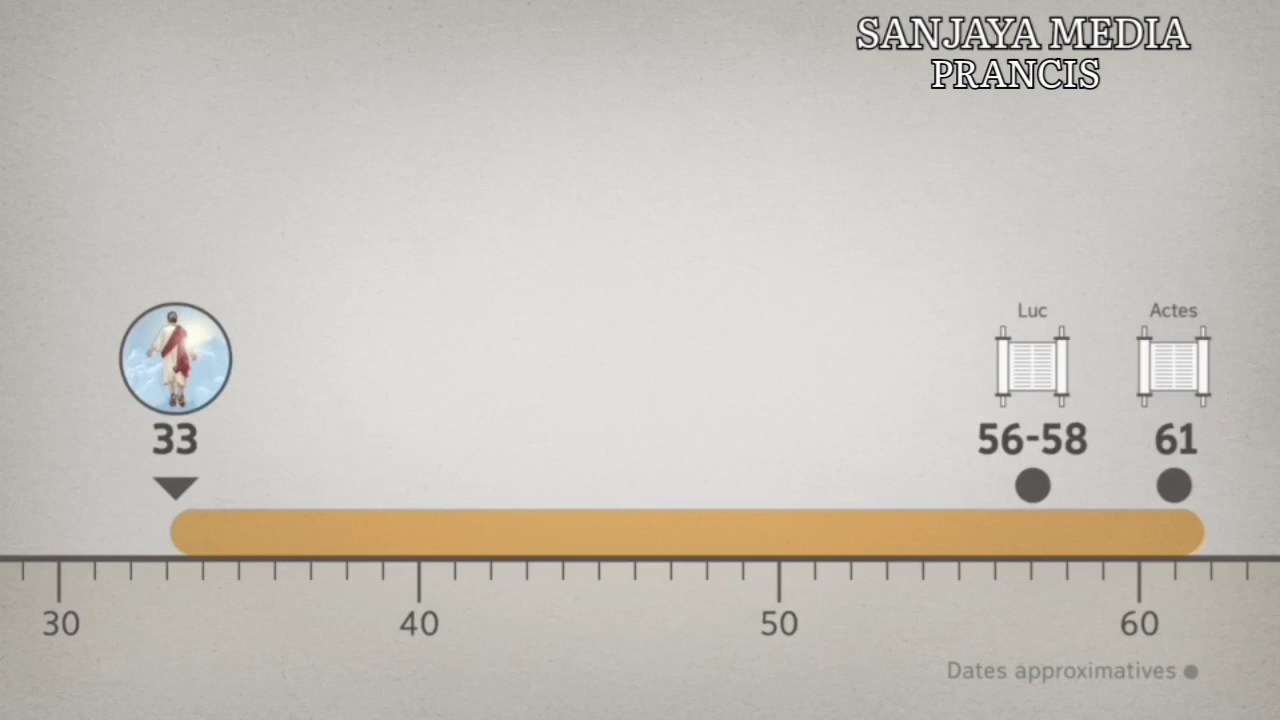 SANJAYA MEDIA
PRANCIS
Luc
Actes
33
56-58
61
30
40
50
60
Dates approximatives